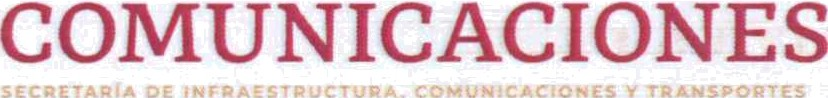 COMUNICACIONES
SECRETARÍA DE INFRAESTRUCTURA, COMUNICACIONES Y TRANSPORTES